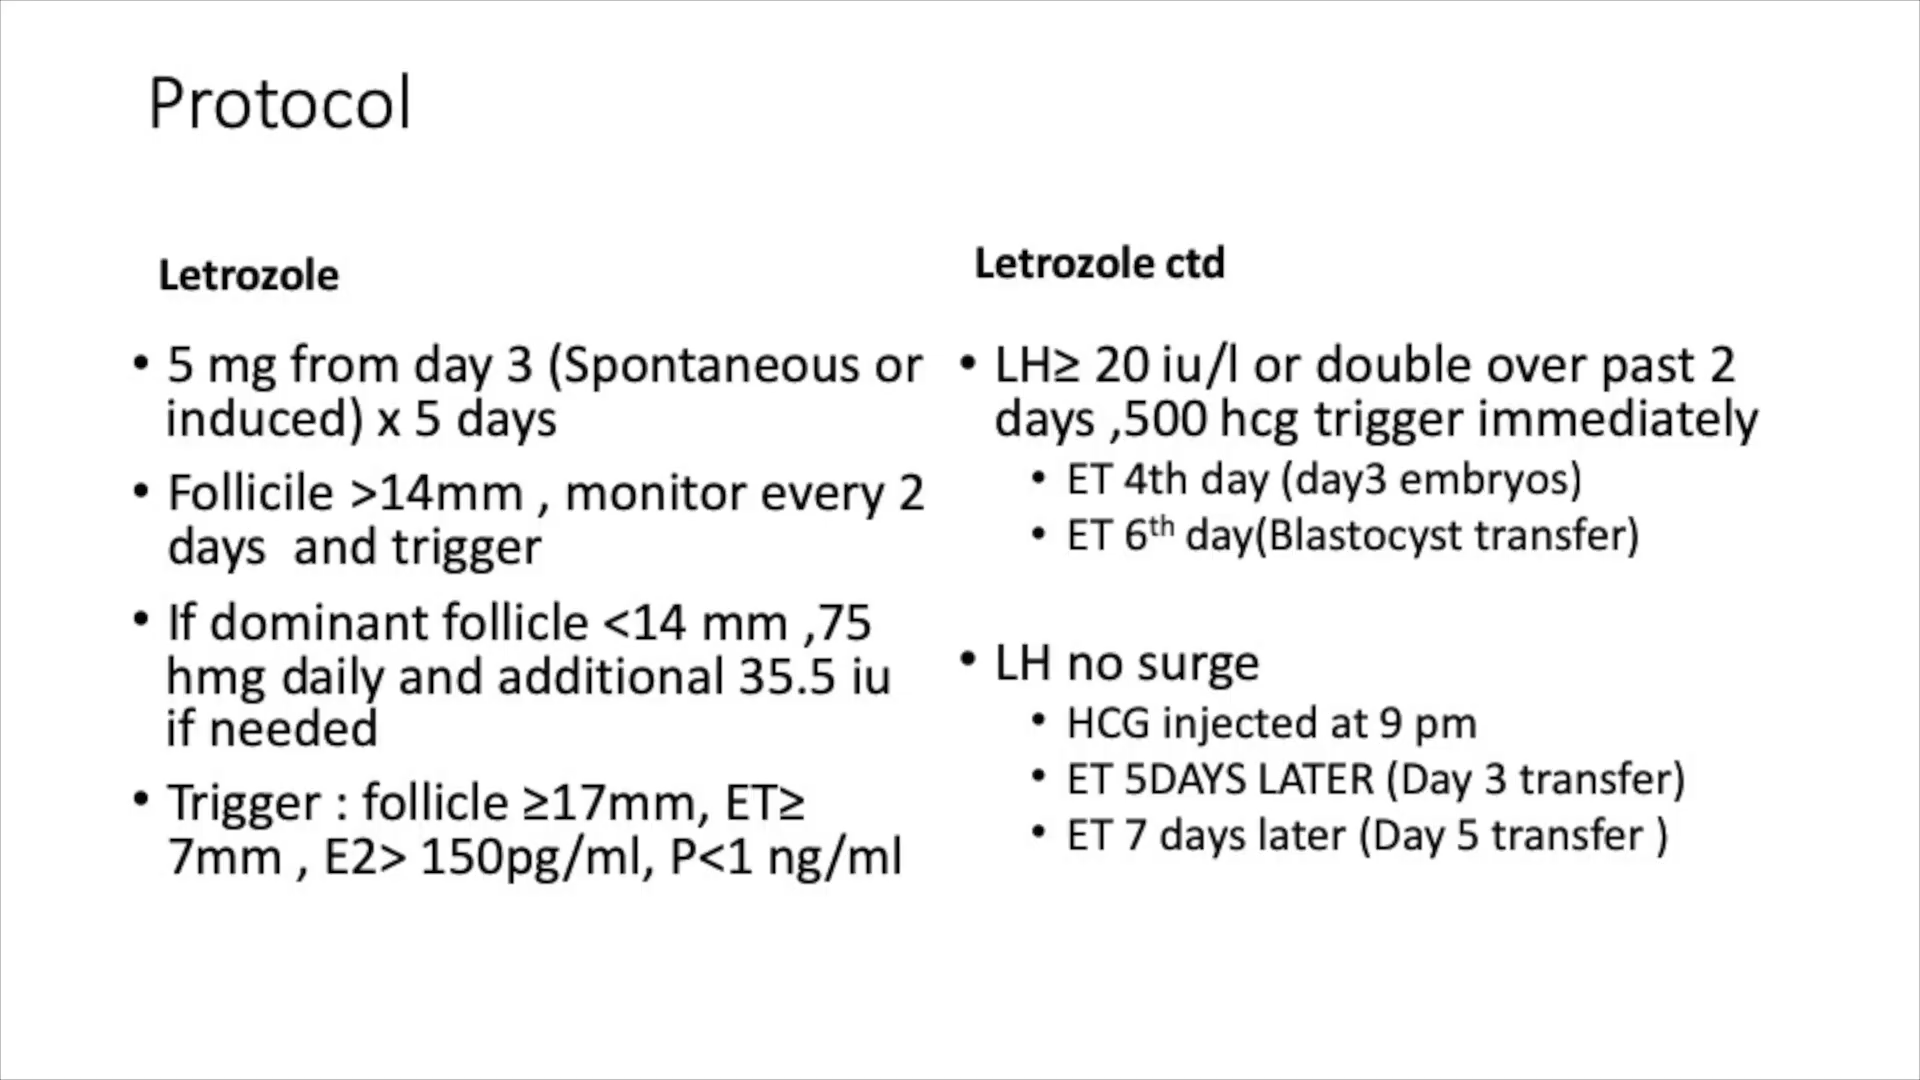 Protocol
Letrozole
• 5 mg from day 3 (Spontaneous or
induced) x 5 days
• Follicile >14mm , monitor every 2
days  and trigger
• If dominant follicle <14 mm ,75
hmg daily and additional 35.5 iu
if needed
• Trigger : follicle ≥17mm, ET≥
7mm , E2> 150pg/ml, P<1 ng/ml
Letrozole ctd
• LH≥ 20 iu/l or double over past 2
days ,500 hcg trigger immediately
• ET 4th day (day3 embryos)
• ET 6th day(Blastocyst transfer)
• LH no surge
• HCG injected at 9 pm
• ET 5DAYS LATER (Day 3 transfer)
• ET 7 days later (Day 5 transfer )